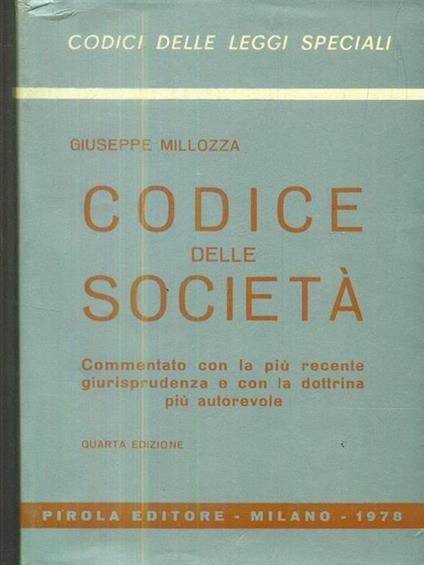 CODICI DELLE LEGGI SPECIALI
GIUSEPPE MILLOZZA
CODICE
DELLE
SOCIETÀ
Commentato con la più recente
giurisprudenza e con la dottrina
più autorevole
QUARTA EDIZIONE
PIROLA EDITORE - MILANO - 1978